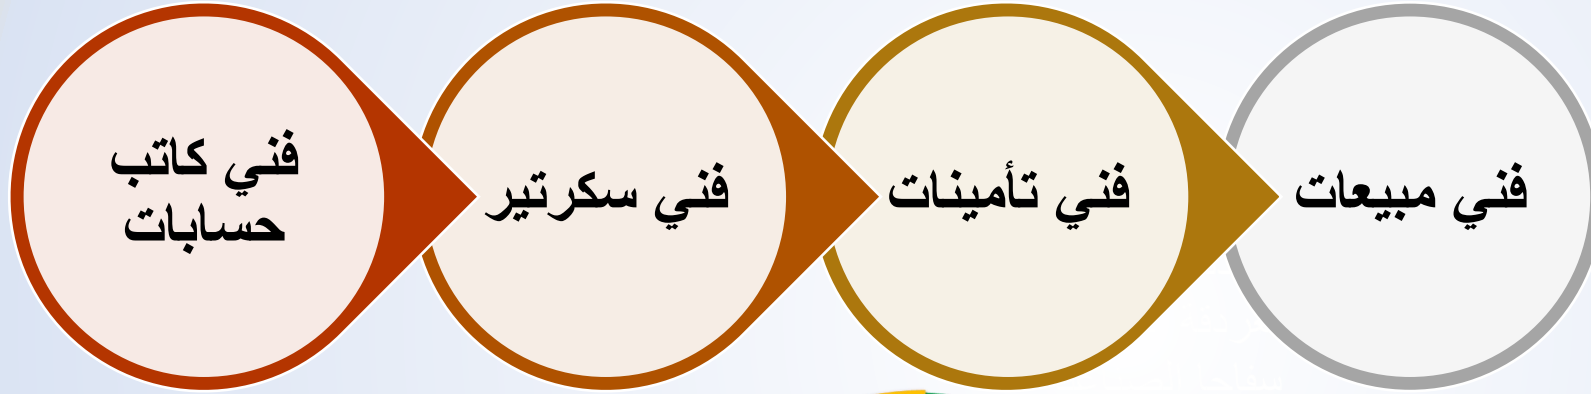 فني مبيعات
فني تأمينات
فني سكرتير
فني كاتب
حسابات